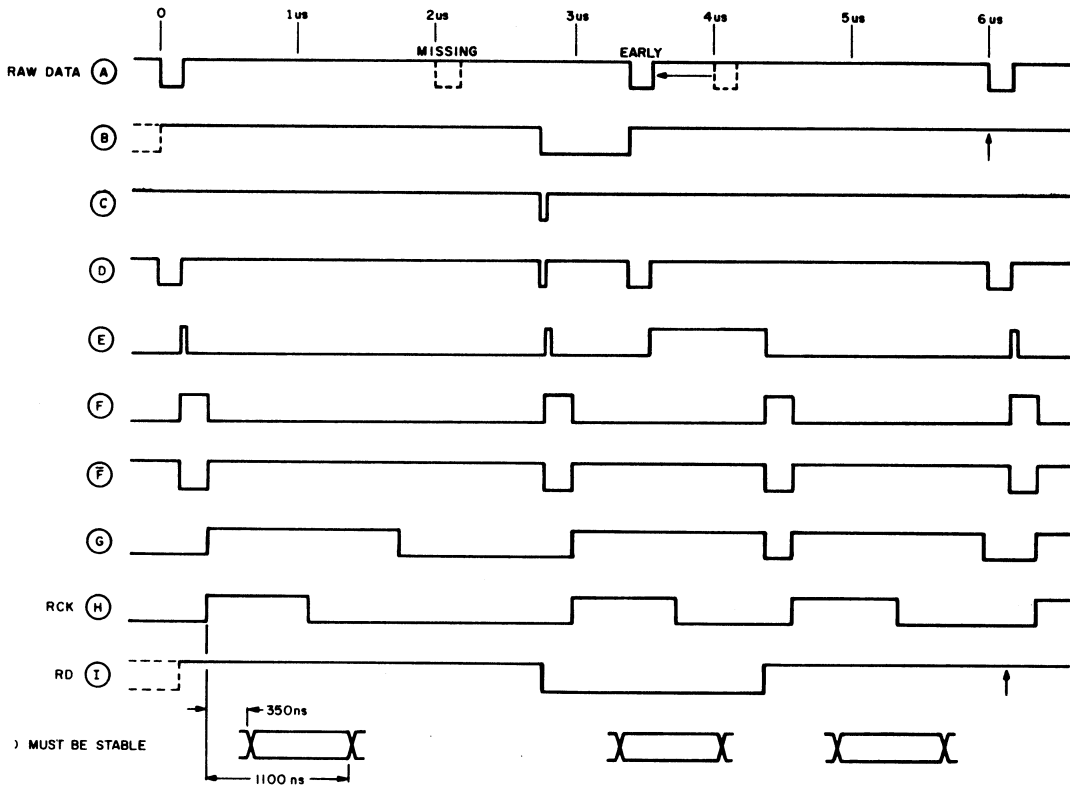 0 1us 2us 3us 4us 5us 6us
MISSING EARLY
RAW DATA A
B
C
D
E
F
F̅
G
RCK H
RD I
350ns
) MUST BE STABLE
1100 ns